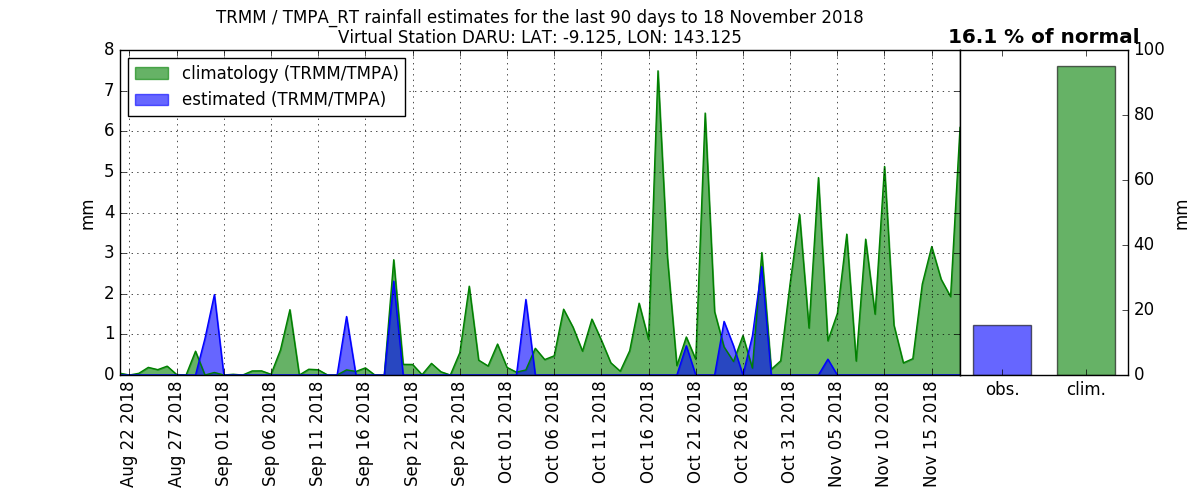 TRMM / TMPA_RT rainfall estimates for the last 90 days to 18 November 2018
Virtual Station DARU: LAT: -9.125, LON: 143.125
16.1 % of normal
climatology (TRMM/TMPA)
estimated (TRMM/TMPA)
8
7
6
5
4
3
2
1
0
mm
Aug 22 2018
Aug 27 2018
Sep 01 2018
Sep 06 2018
Sep 11 2018
Sep 16 2018
Sep 21 2018
Sep 26 2018
Oct 01 2018
Oct 06 2018
Oct 11 2018
Oct 16 2018
Oct 21 2018
Oct 26 2018
Oct 31 2018
Nov 05 2018
Nov 10 2018
Nov 15 2018
obs.
clim.
100
80
60
40
20
0
mm